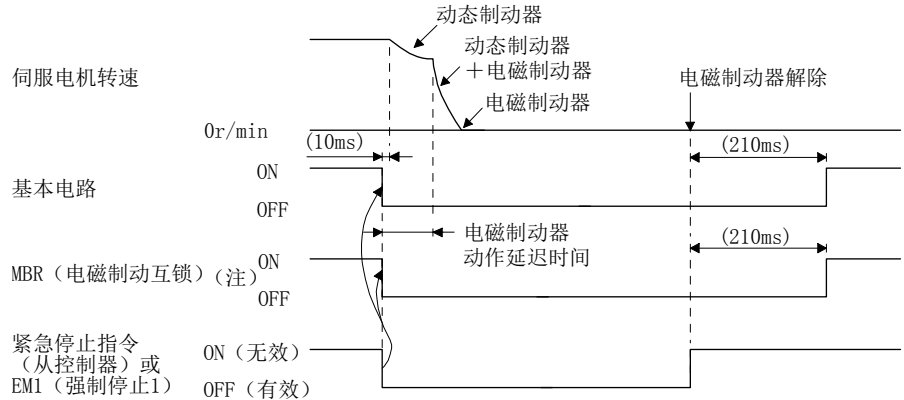 动态制动器
动态制动器
＋电磁制动器
伺服电机转速
电磁制动器解除
电磁制动器
0r/min
(10ms)
(210ms)
ON
基本电路
OFF
电磁制动器
动作延迟时间
(210ms)
ON
MBR（电磁制动互锁）（注）
OFF
紧急停止指令
（从控制器）或
EM1（强制停止1）
ON（无效）
OFF（有效）